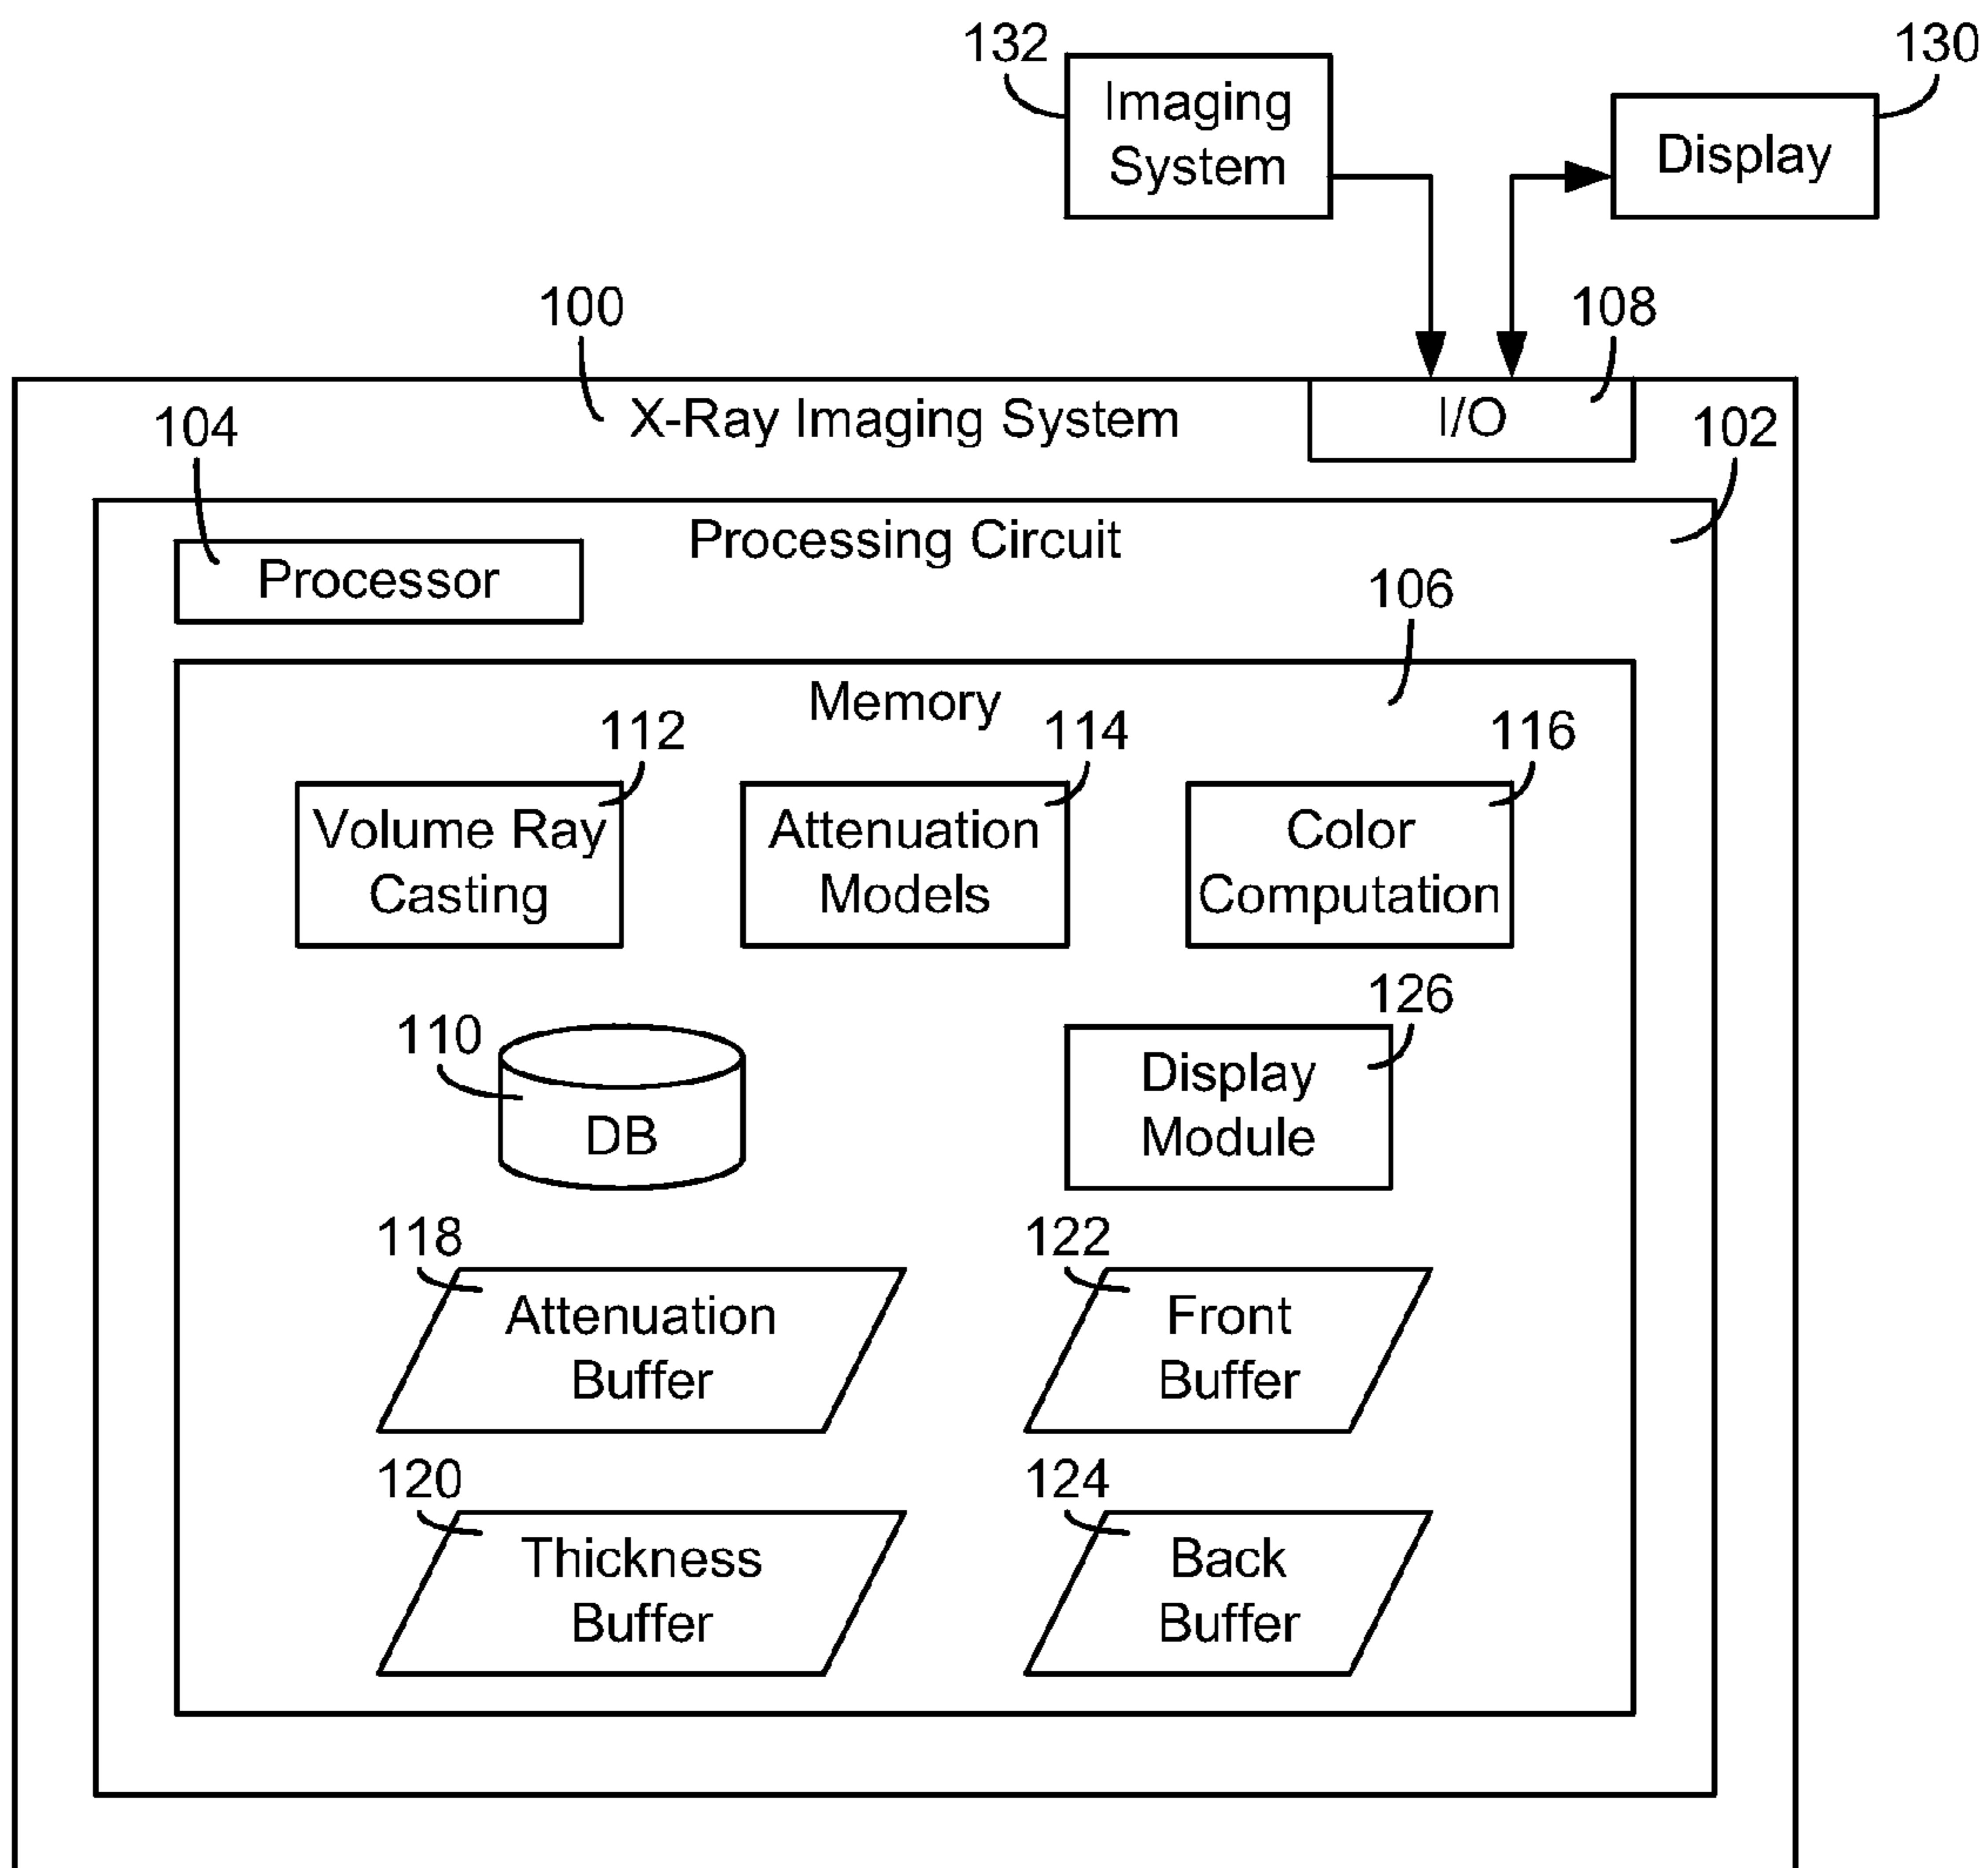 132
130
Imaging
System
Display
100
108
X-Ray Imaging System
I/O
104
102
Processing Circuit
Processor
106
Memory
112
114
116
Volume Ray
Casting
Attenuation
Models
Color
Computation
110
126
DB
Display
Module
118
122
Attenuation
Buffer
Front
Buffer
120
124
Thickness
Buffer
Back
Buffer